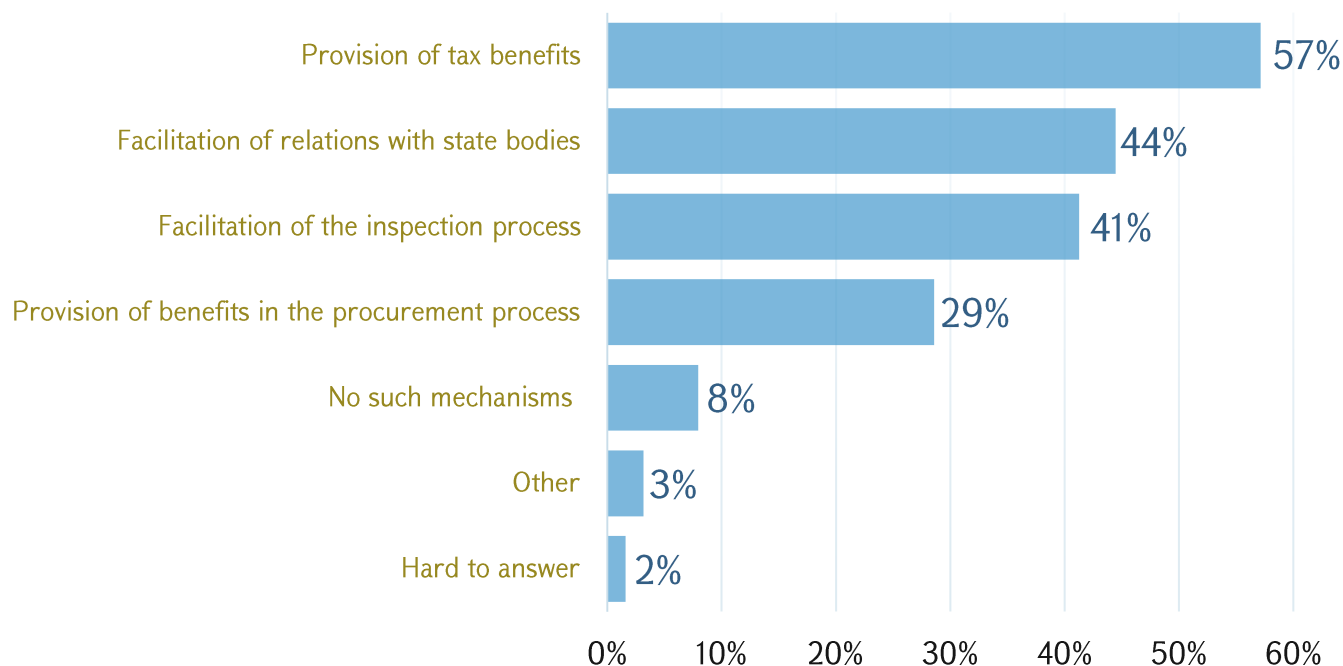 Provision of tax benefits 57%
Facilitation of relations with state bodies 44%
Facilitation of the inspection process 41%
Provision of benefits in the procurement process 29%
No such mechanisms 8%
Other 3%
Hard to answer 2%
0% 10% 20% 30% 40% 50% 60%